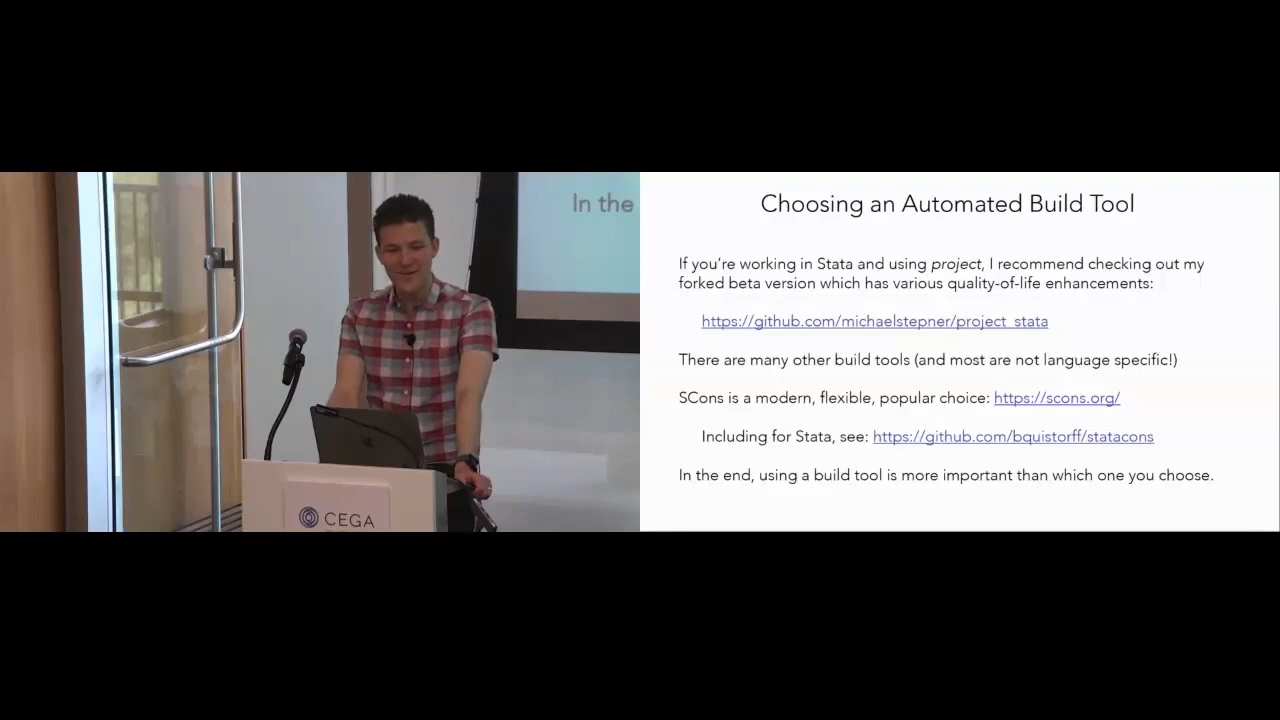 In the
CEGA
Choosing an Automated Build Tool
If you're working in Stata and using project, I recommend checking out my
forked beta version which has various quality-of-life enhancements:
https://github.com/michaelstepner/project_stata
There are many other build tools (and most are not language specific!)
SCons is a modern, flexible, popular choice: https://scons.org/
Including for Stata, see: https://github.com/bquistorff/statacons
In the end, using a build tool is more important than which one you choose.